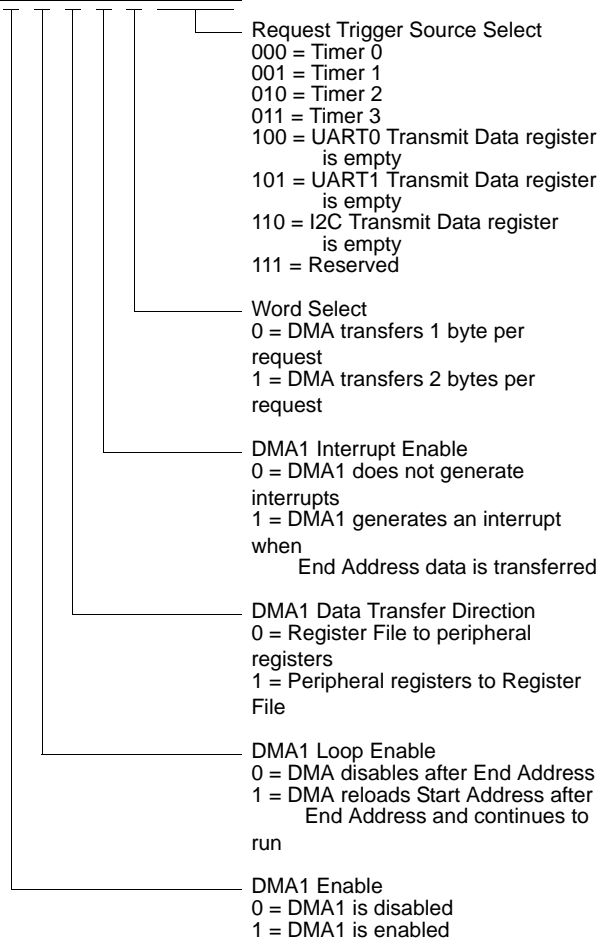 Request Trigger Source Select
000 = Timer 0
001 = Timer 1
010 = Timer 2
011 = Timer 3
100 = UART0 Transmit Data register
is empty
101 = UART1 Transmit Data register
is empty
110 = I2C Transmit Data register
is empty
111 = Reserved
Word Select
0 = DMA transfers 1 byte per
request
1 = DMA transfers 2 bytes per
request
DMA1 Interrupt Enable
0 = DMA1 does not generate
interrupts
1 = DMA1 generates an interrupt
when
End Address data is transferred
DMA1 Data Transfer Direction
0 = Register File to peripheral
registers
1 = Peripheral registers to Register
File
DMA1 Loop Enable
0 = DMA disables after End Address
1 = DMA reloads Start Address after
End Address and continues to
run
DMA1 Enable
0 = DMA1 is disabled
1 = DMA1 is enabled